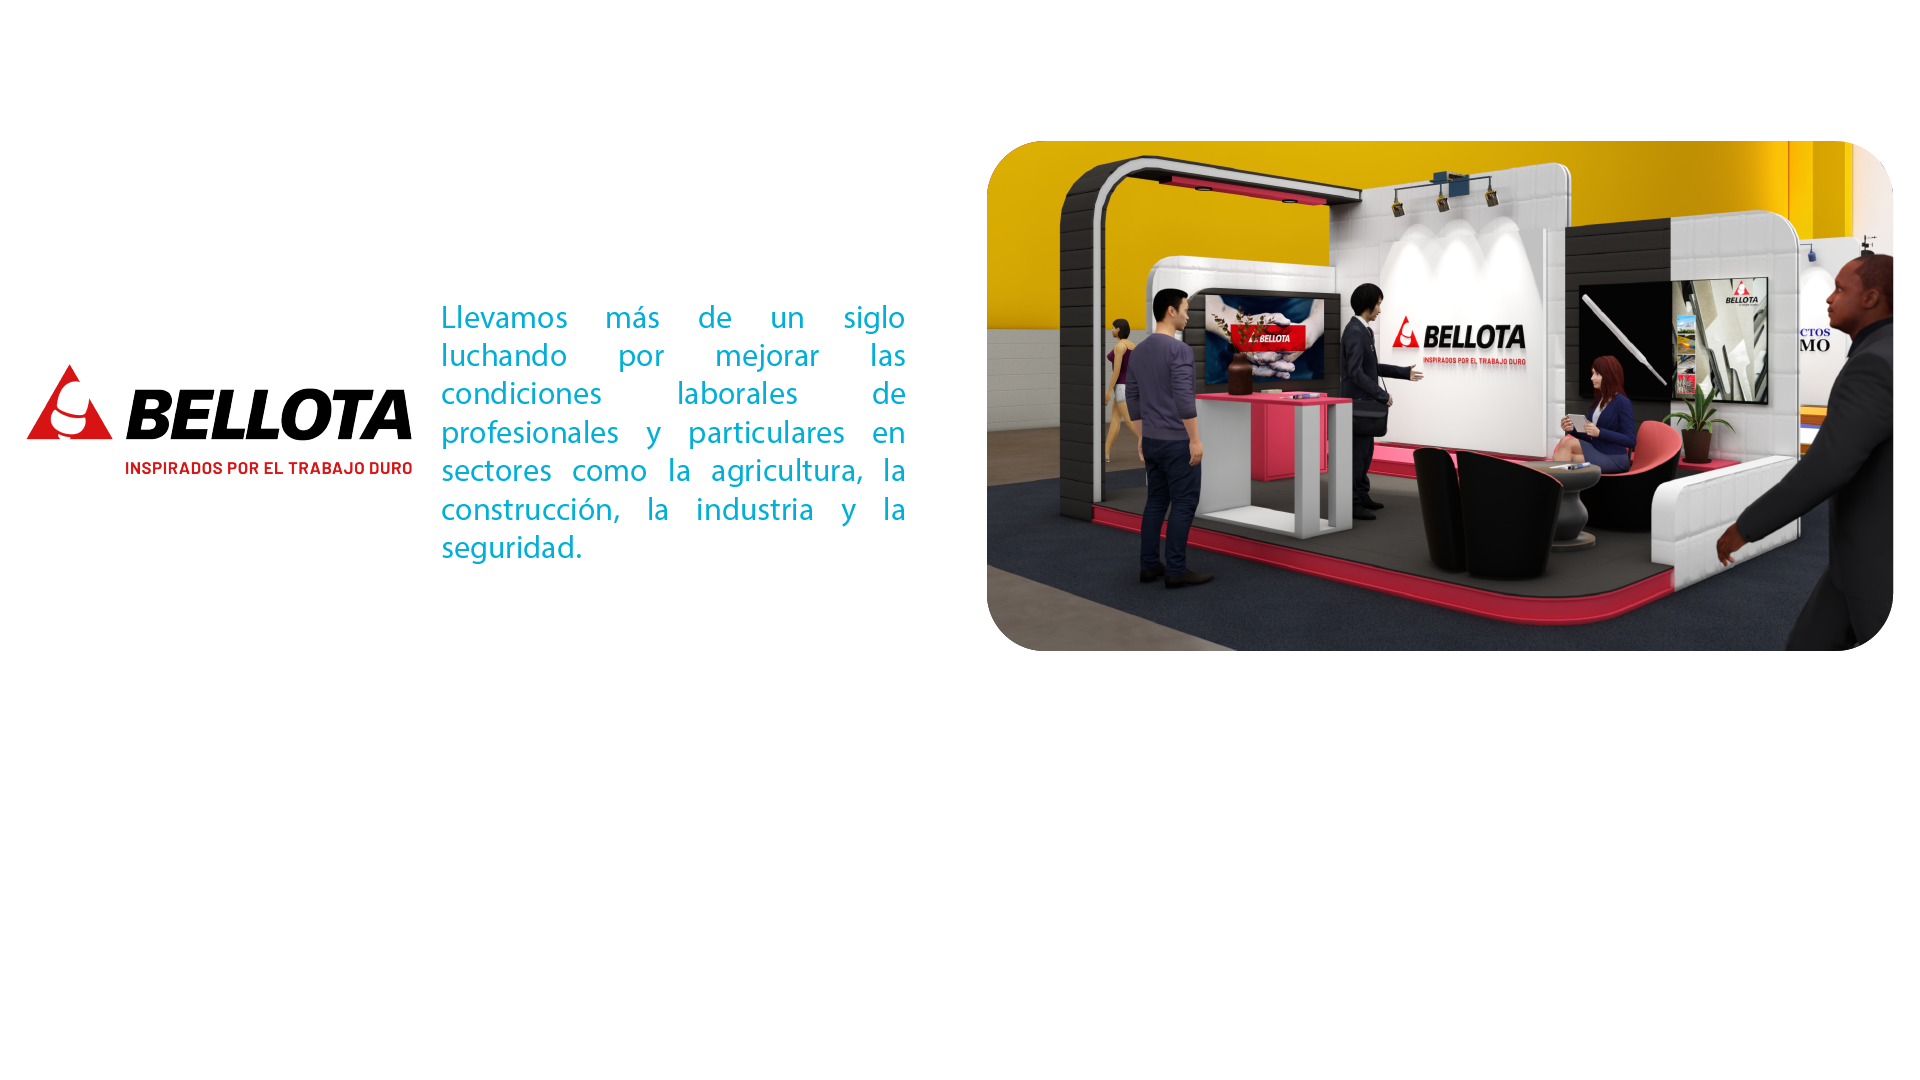 BELLOTA
INSPIRADOS POR EL TRABAJO DURO
Llevamos más de un siglo
luchando por mejorar las
condiciones laborales de
profesionales y particulares en
sectores como la agricultura, la
construcción, la industria y la
seguridad.
BELLOTA
BELLOTA
INSPIRADOS POR EL TRABAJO DURO
BELLOTA
CTOS
MO